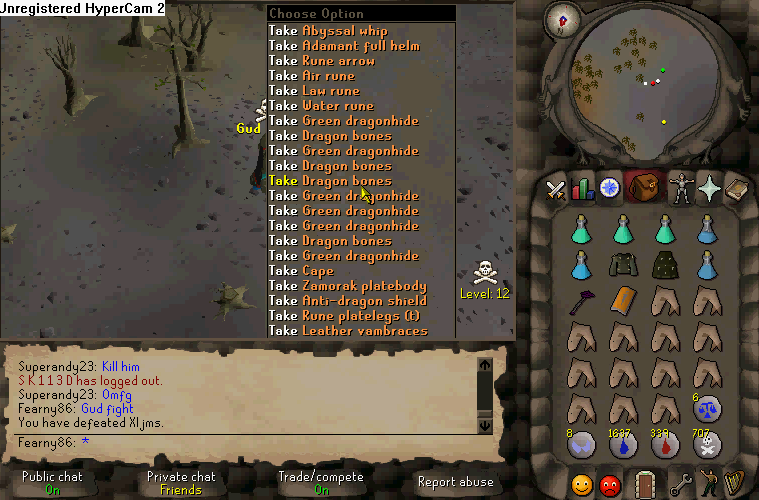 Unregistered HyperCam 2
Choose Option
Take Abyssal whip
Take Adamant full helm
Take Rune arrow
Take Air rune
Take Law rune
Take Water rune
Take Green dragonhide
Take Dragon bones
Take Green dragonhide
Take Dragon bones
Take Dragon bones
Take Green dragonhide
Take Green dragonhide
Take Green dragonhide
Take Dragon bones
Take Green dragonhide
Take Cape
Take Zamorak platebody
Take Anti-dragon shield
Take Rune platelegs (t)
Take Leather vambraces
Gud
Level: 12
Superandy23: Kill him
S K 1 1 3 D has logged out.
Superandy23: Omfg
Fearny86: Gud fight
You have defeated Xljms.
Fearny86: *
Public chat
On
Private chat
Friends
Trade/compete
On
Report abuse
6
8
1637
339
707